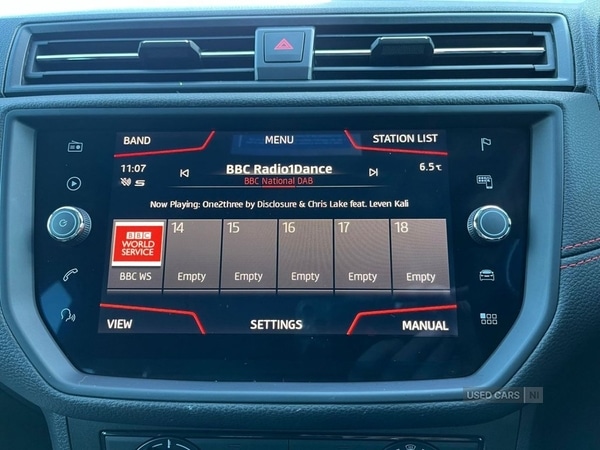 BAND MENU STATION LIST
11:07 BBC Radio1Dance 6.5°C
BBC National DAB
Now Playing: One2three by Disclosure & Chris Lake feat. Leven Kali
BBC WORLD SERVICE
14 15 16 17 18
BBC WS Empty Empty Empty Empty Empty
VIEW SETTINGS MANUAL
USED CARS NI